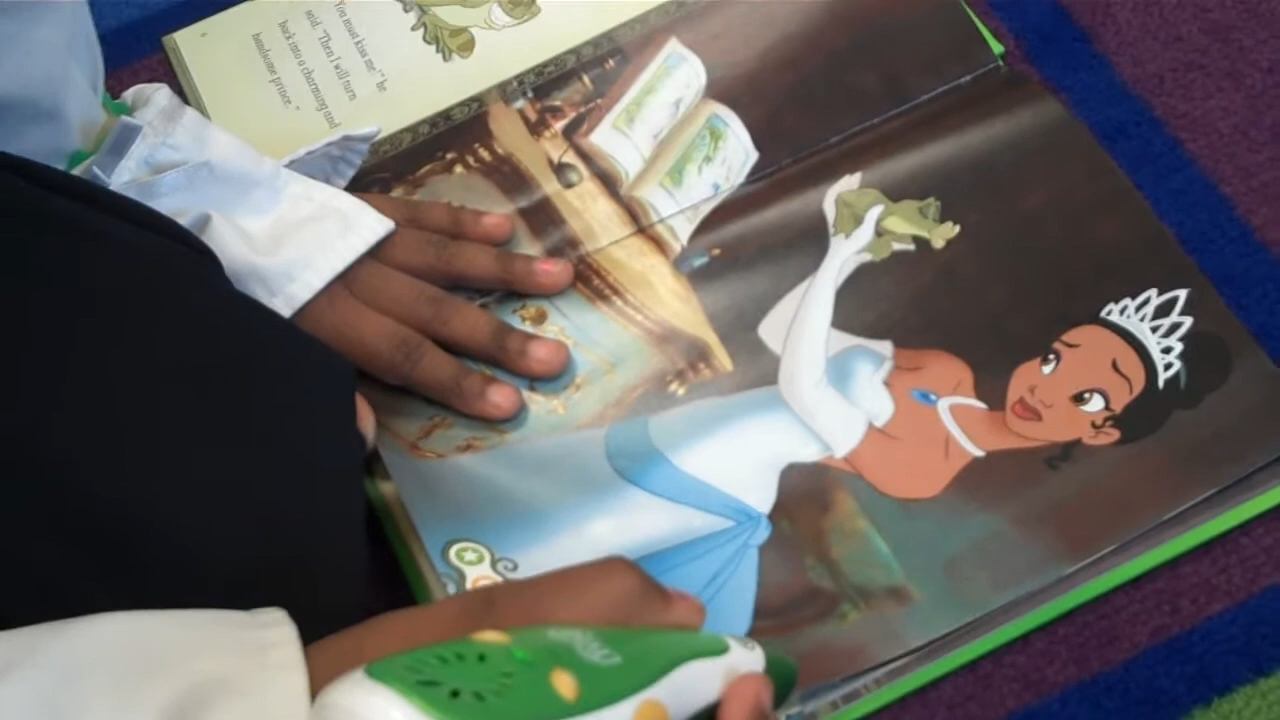 "You must kiss me," he
said. "Then I will turn
back into a charming and
handsome prince."